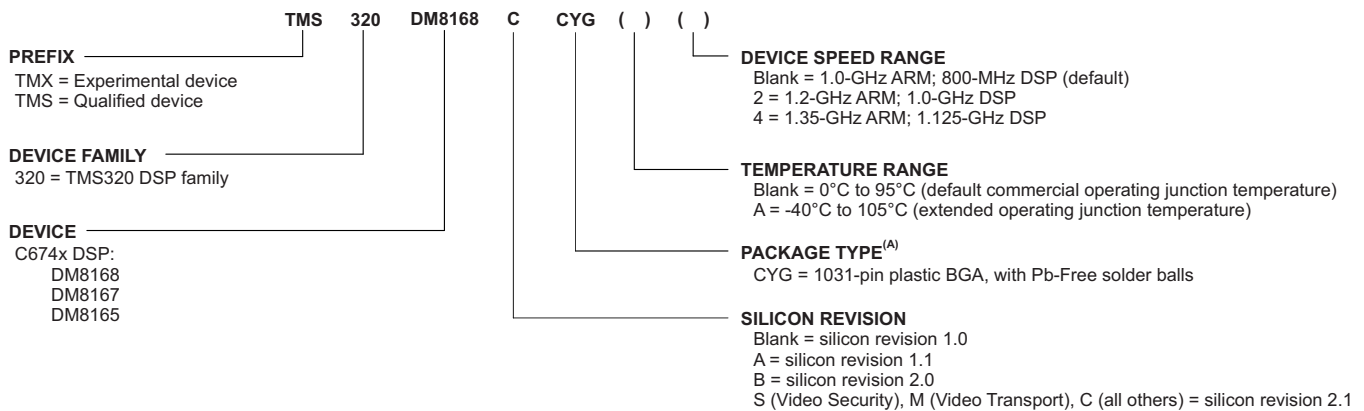 TMS 320 DM8168 C CYG ( ) ( )
PREFIX
TMX = Experimental device
TMS = Qualified device
DEVICE FAMILY
320 = TMS320 DSP family
DEVICE
C674x DSP:
DM8168
DM8167
DM8165
DEVICE SPEED RANGE
Blank = 1.0-GHz ARM; 800-MHz DSP (default)
2 = 1.2-GHz ARM; 1.0-GHz DSP
4 = 1.35-GHz ARM; 1.125-GHz DSP
TEMPERATURE RANGE
Blank = 0°C to 95°C (default commercial operating junction temperature)
A = -40°C to 105°C (extended operating junction temperature)
PACKAGE TYPE(A)
CYG = 1031-pin plastic BGA, with Pb-Free solder balls
SILICON REVISION
Blank = silicon revision 1.0
A = silicon revision 1.1
B = silicon revision 2.0
S (Video Security), M (Video Transport), C (all others) = silicon revision 2.1